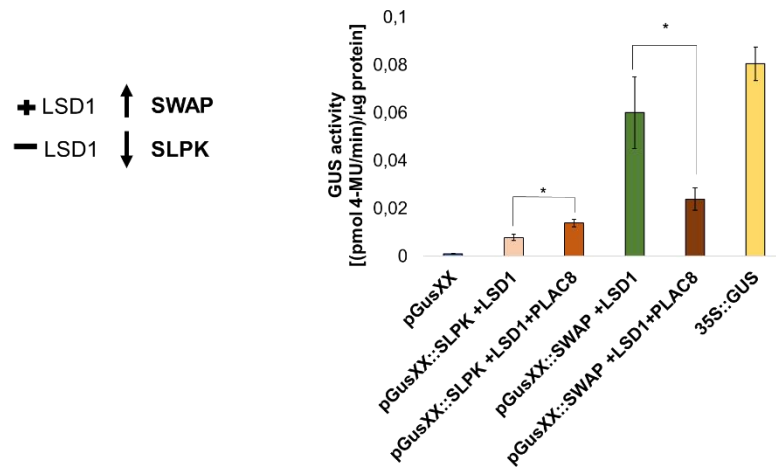 + LSD1 ↑ SWAP
− LSD1 ↓ SLPK
GUS activity
[(pmol 4-MU/min)/µg protein]
0,1
0,08
0,06
0,04
0,02
0
*
*
pGusXX
pGusXX::SLPK +LSD1
pGusXX::SLPK +LSD1+PLAC8
pGusXX::SWAP +LSD1
pGusXX::SWAP +LSD1+PLAC8
35S::GUS